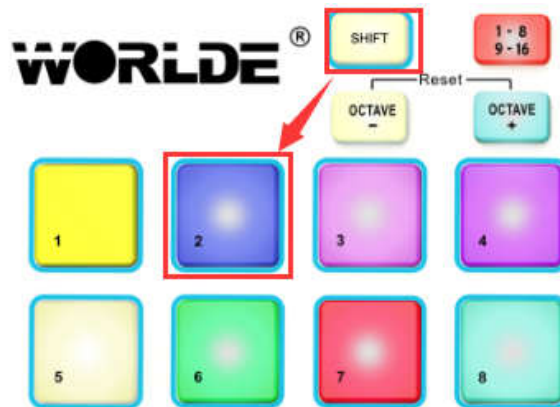 WORLDE®
SHIFT
1 - 8
9 - 16
Reset
OCTAVE
-
OCTAVE
+
1
2
3
4
5
6
7
8